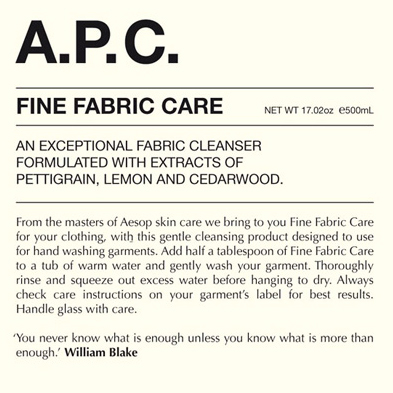 A.P.C.
FINE FABRIC CARE NET WT 17.02oz ℮500mL
AN EXCEPTIONAL FABRIC CLEANSER
FORMULATED WITH EXTRACTS OF
PETTIGRAIN, LEMON AND CEDARWOOD.
From the masters of Aesop skin care we bring to you Fine Fabric Care
for your clothing, with this gentle cleansing product designed to use
for hand washing garments. Add half a tablespoon of Fine Fabric Care
to a tub of warm water and gently wash your garment. Thoroughly
rinse and squeeze out excess water before hanging to dry. Always
check care instructions on your garment’s label for best results.
Handle glass with care.
‘You never know what is enough unless you know what is more than
enough.’ William Blake